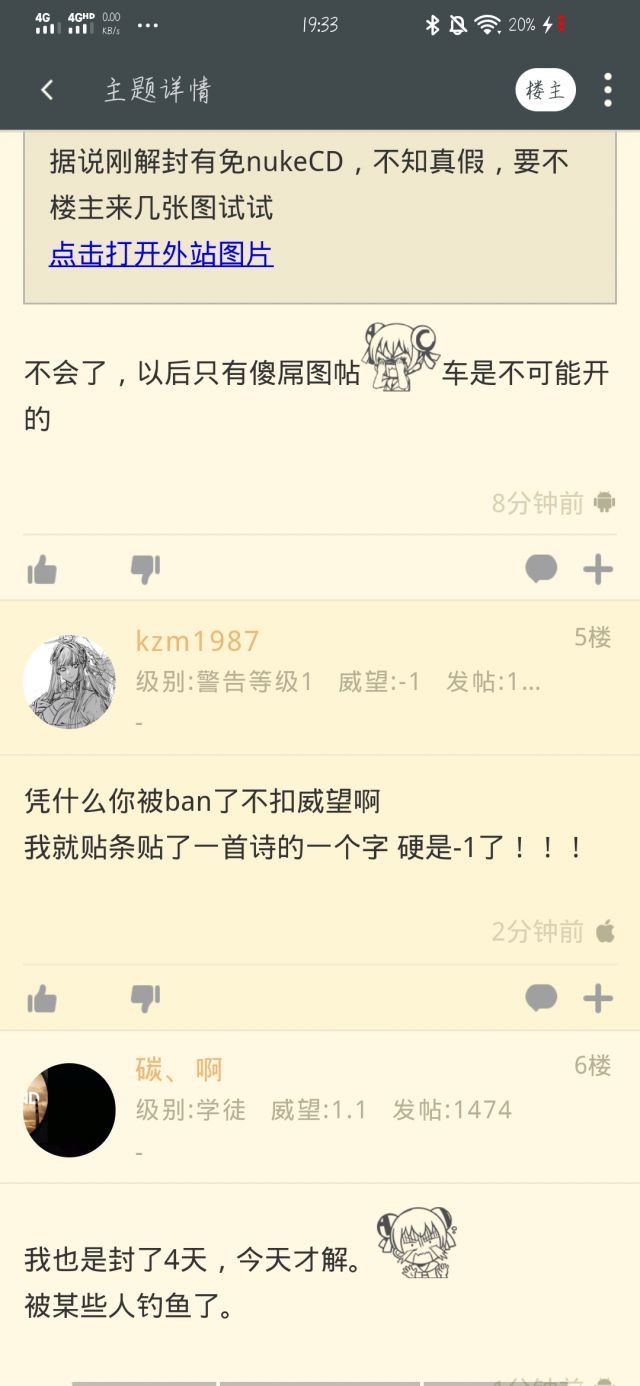 4G 4GHD 0.00 KB/s ... 19:33 20%
主题详情 楼主
据说刚解封有免nukeCD，不知真假，要不
楼主来几张图试试
点击打开外站图片
不会了，以后只有傻屌图帖 车是不可能开
的
8分钟前
kzm1987 5楼
级别:警告等级1 威望:-1 发帖:1...
-
凭什么你被ban了不扣威望啊
我就贴条贴了一首诗的一个字 硬是-1了！！！
2分钟前
碳、啊 6楼
级别:学徒 威望:1.1 发帖:1474
-
我也是封了4天，今天才解。
被某些人钓鱼了。